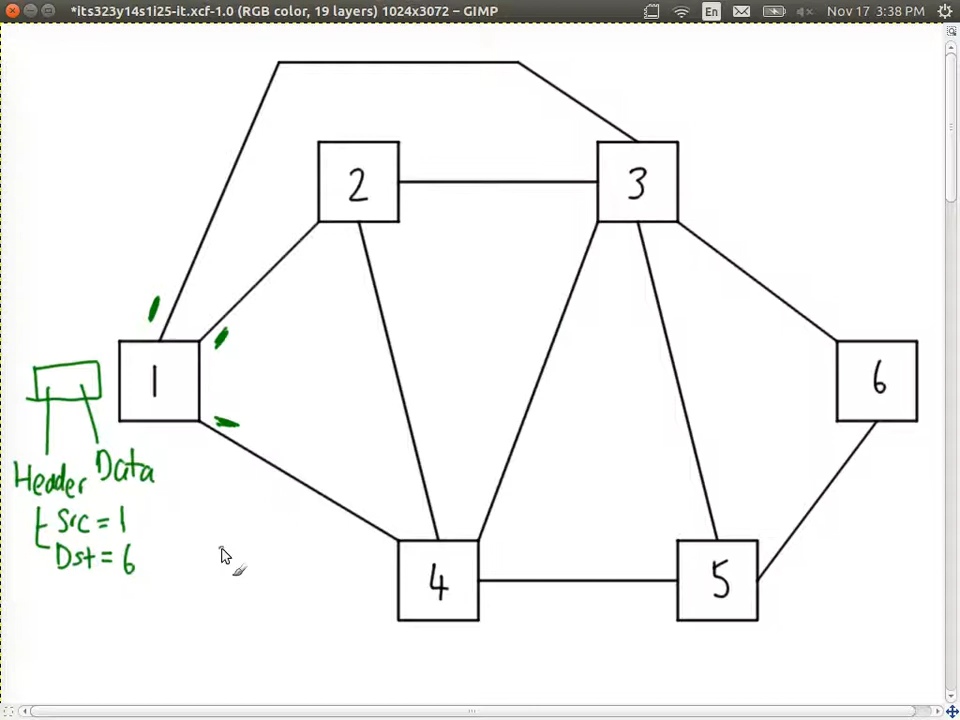 *its323y14s1i25-it.xcf-1.0 (RGB color, 19 layers) 1024x3072 – GIMP
En
Nov 17 3:38 PM
2
3
1
6
Header Data
Src = 1
Dst = 6
4
5